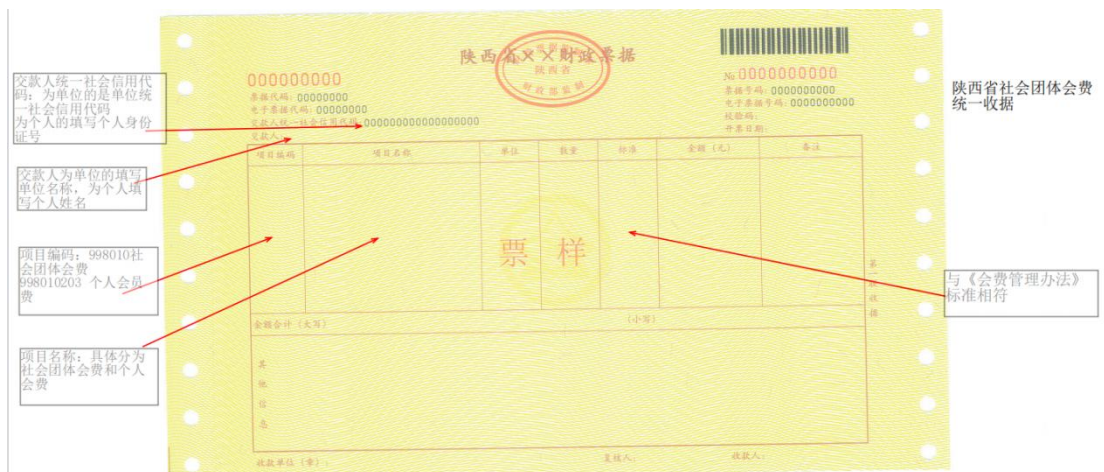 陕西省××财政票据
陕西省
财政部监制
000000000
№ 0000000000
票据代码：00000000
电子票据代码：00000000
交款人统一社会信用代码：000000000000000000
交款人：
票据号码：0000000000
电子票据号码：0000000000
校验码：
开票日期：
项目编码 项目名称 单位 数量 标准 金额（元） 备注
票 样
金额合计（大写） （小写）
其他信息
收款单位（章）： 复核人： 收款人：
交款人统一社会信用代
码：为单位的是单位统
一社会信用代码
为个人的填写个人身份
证号
交款人为单位的填写
单位名称，为个人填
写个人姓名
项目编码：998010社
会团体会费
998010203 个人会员
费
项目名称：具体分为
社会团体会费和个人
会费
陕西省社会团体会费
统一收据
与《会费管理办法》
标准相符